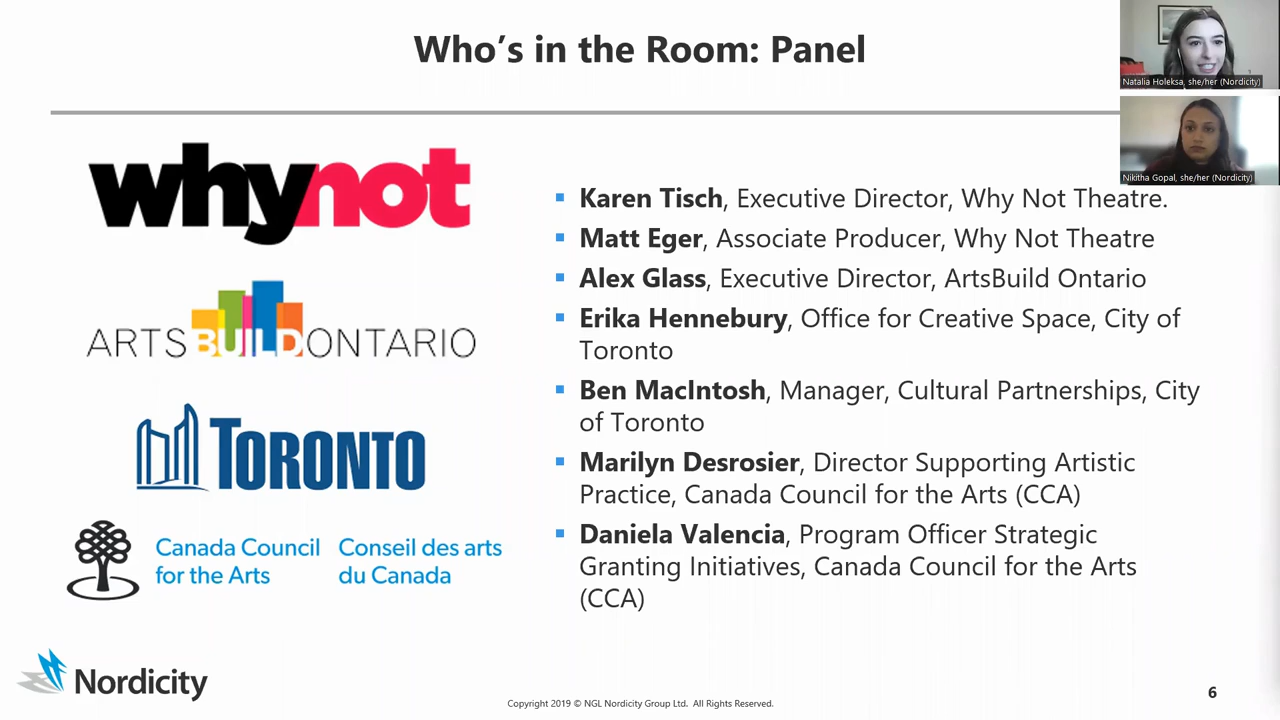 Who's in the Room: Panel
Natalia Holeksa, she/her (Nordicity)
Nikitha Gopal, she/her (Nordicity)
whynot
ARTSBUILDONTARIO
TORONTO
Canada Council Conseil des arts
for the Arts du Canada
Karen Tisch, Executive Director, Why Not Theatre.
Matt Eger, Associate Producer, Why Not Theatre
Alex Glass, Executive Director, ArtsBuild Ontario
Erika Hennebury, Office for Creative Space, City of
Toronto
Ben MacIntosh, Manager, Cultural Partnerships, City
of Toronto
Marilyn Desrosier, Director Supporting Artistic
Practice, Canada Council for the Arts (CCA)
Daniela Valencia, Program Officer Strategic
Granting Initiatives, Canada Council for the Arts
(CCA)
Nordicity
Copyright 2019 © NGL Nordicity Group Ltd. All Rights Reserved.
6